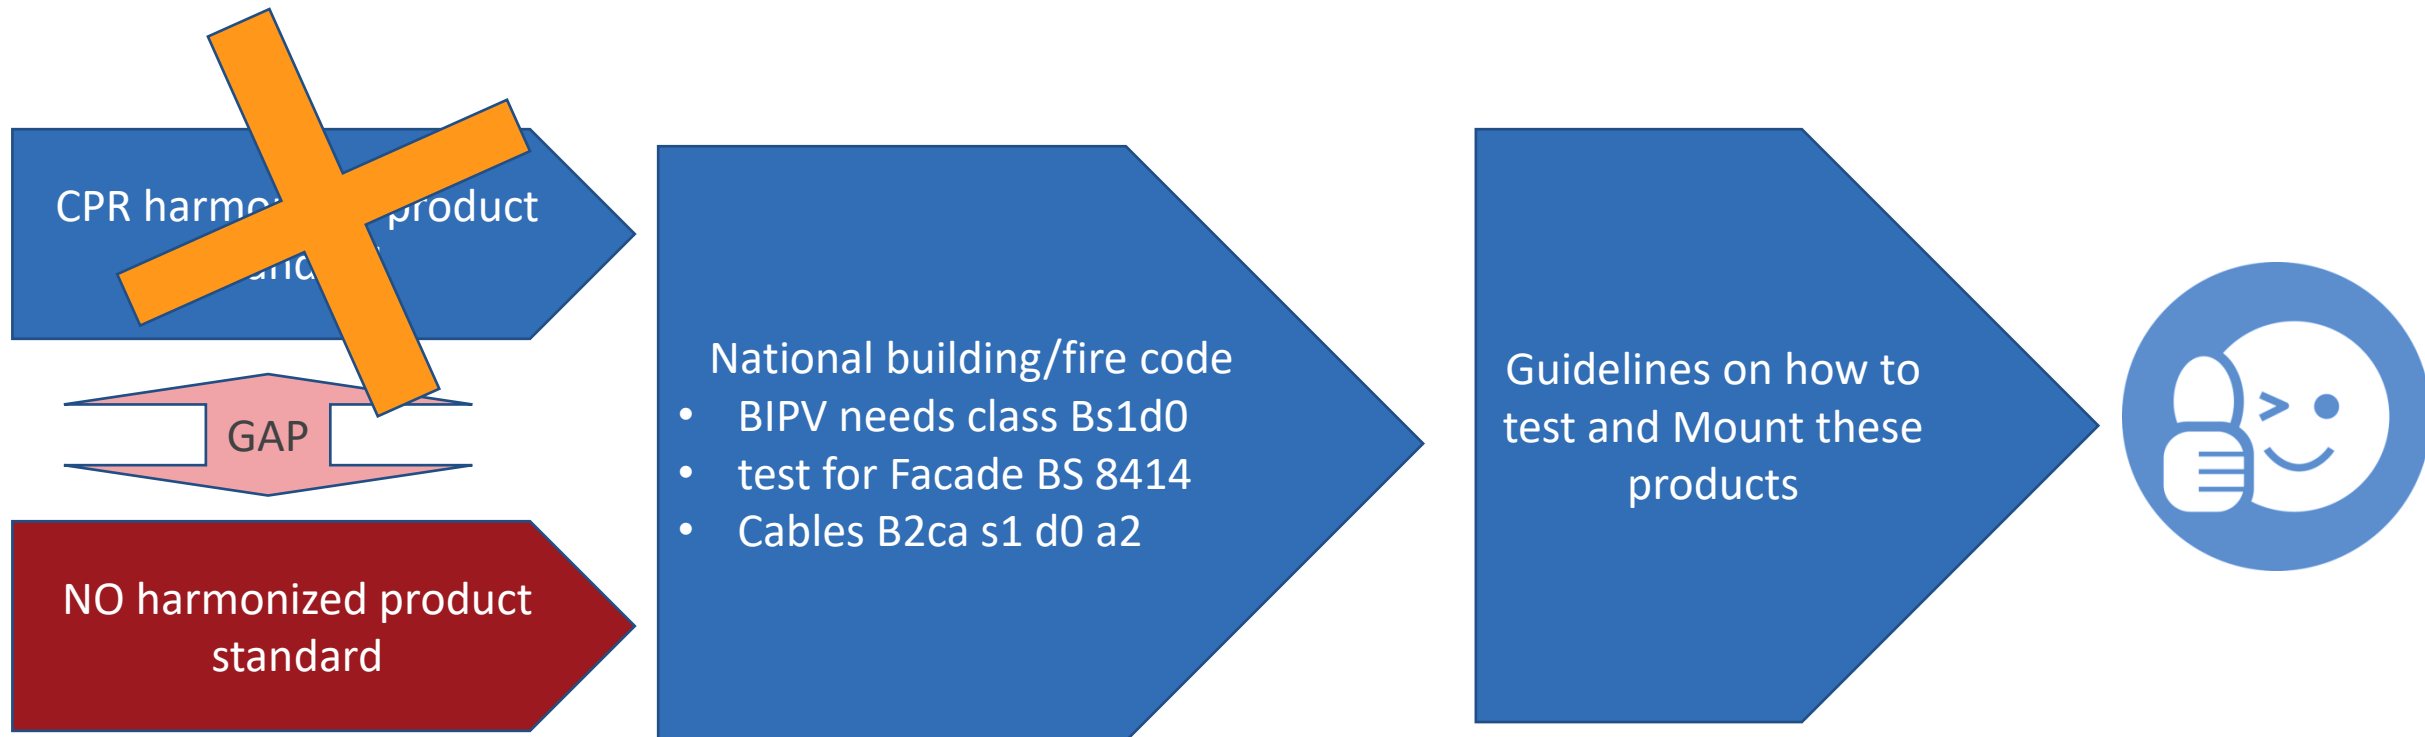 CPR harmo product
and
GAP
NO harmonized product
standard
National building/fire code
• BIPV needs class Bs1d0
• test for Facade BS 8414
• Cables B2ca s1 d0 a2
Guidelines on how to
test and Mount these
products